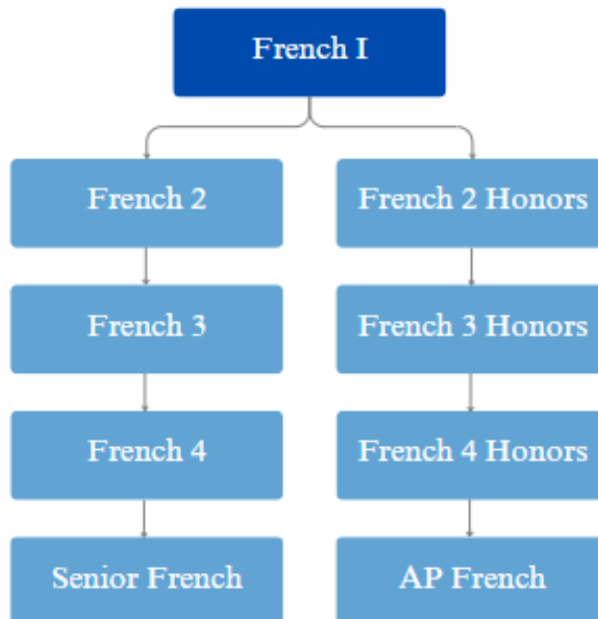 French I
French 2
French 2 Honors
French 3
French 3 Honors
French 4
French 4 Honors
Senior French
AP French